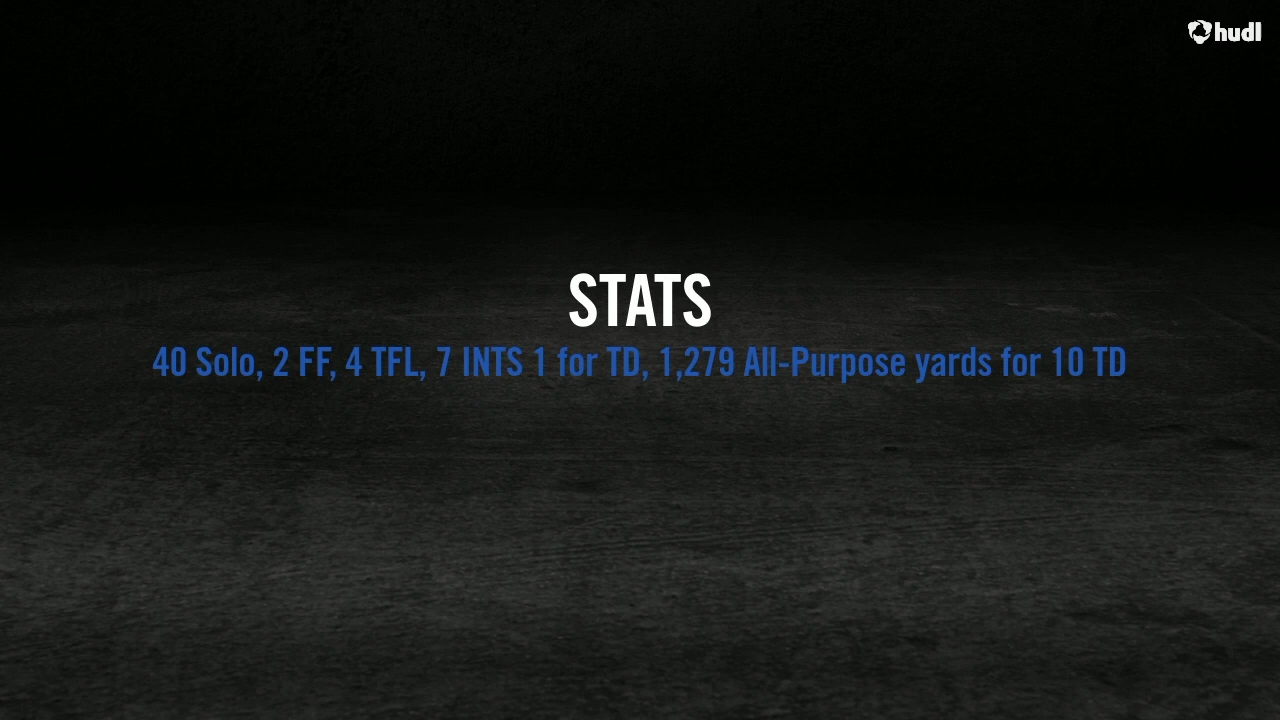 hudl
STATS
40 Solo, 2 FF, 4 TFL, 7 INTS 1 for TD, 1,279 All-Purpose yards for 10 TD